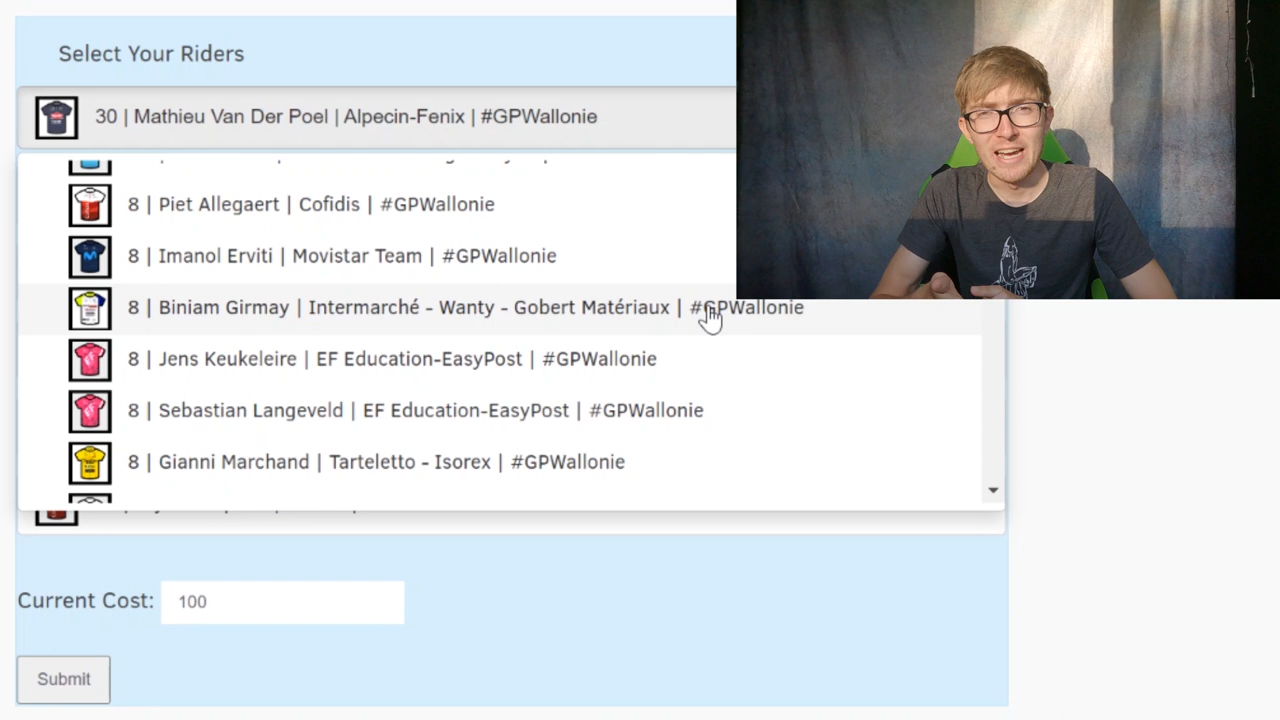 Select Your Riders
30 | Mathieu Van Der Poel | Alpecin-Fenix | #GPWallonie
8 | Piet Allegaert | Cofidis | #GPWallonie
8 | Imanol Erviti | Movistar Team | #GPWallonie
8 | Biniam Girmay | Intermarché - Wanty - Gobert Matériaux | #GPWallonie
8 | Jens Keukeleire | EF Education-EasyPost | #GPWallonie
8 | Sebastian Langeveld | EF Education-EasyPost | #GPWallonie
8 | Gianni Marchand | Tarteletto - Isorex | #GPWallonie
Current Cost: 100
Submit